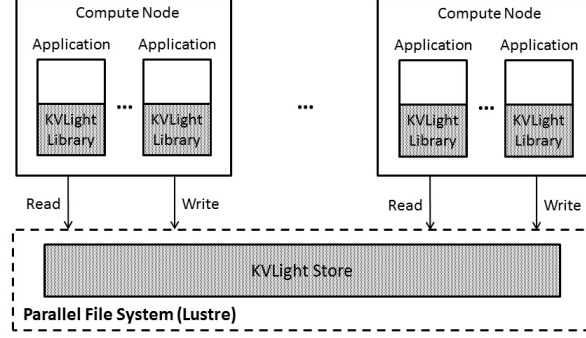 Compute Node
Compute Node
Application
Application
Application
Application
...
...
...
KVLight
Library
KVLight
Library
KVLight
Library
KVLight
Library
Read
Write
Read
Write
KVLight Store
Parallel File System (Lustre)